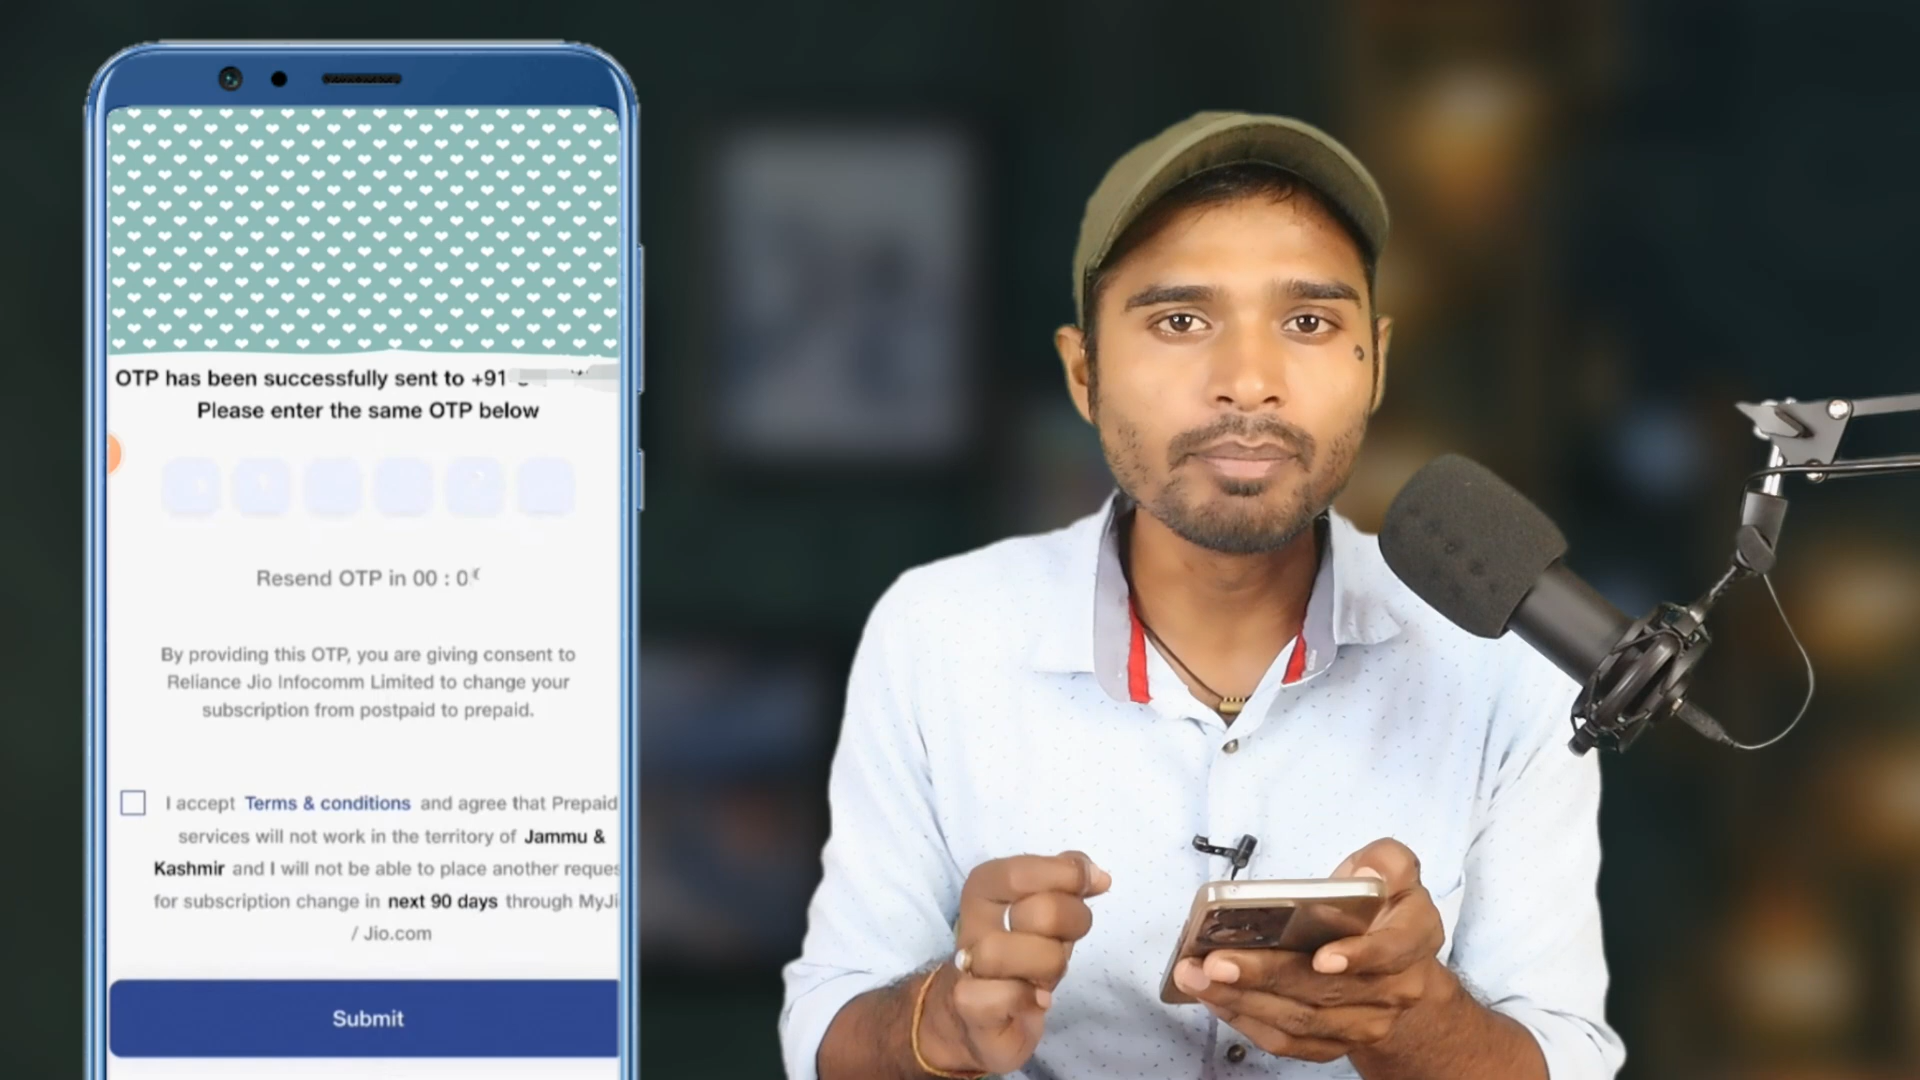 OTP has been successfully sent to +91
Please enter the same OTP below
Resend OTP in 00 : 0
By providing this OTP, you are giving consent to
Reliance Jio Infocomm Limited to change your
subscription from postpaid to prepaid.
I accept Terms & conditions and agree that Prepaid
services will not work in the territory of Jammu &
Kashmir and I will not be able to place another reques
for subscription change in next 90 days through MyJi
/ Jio.com
Submit